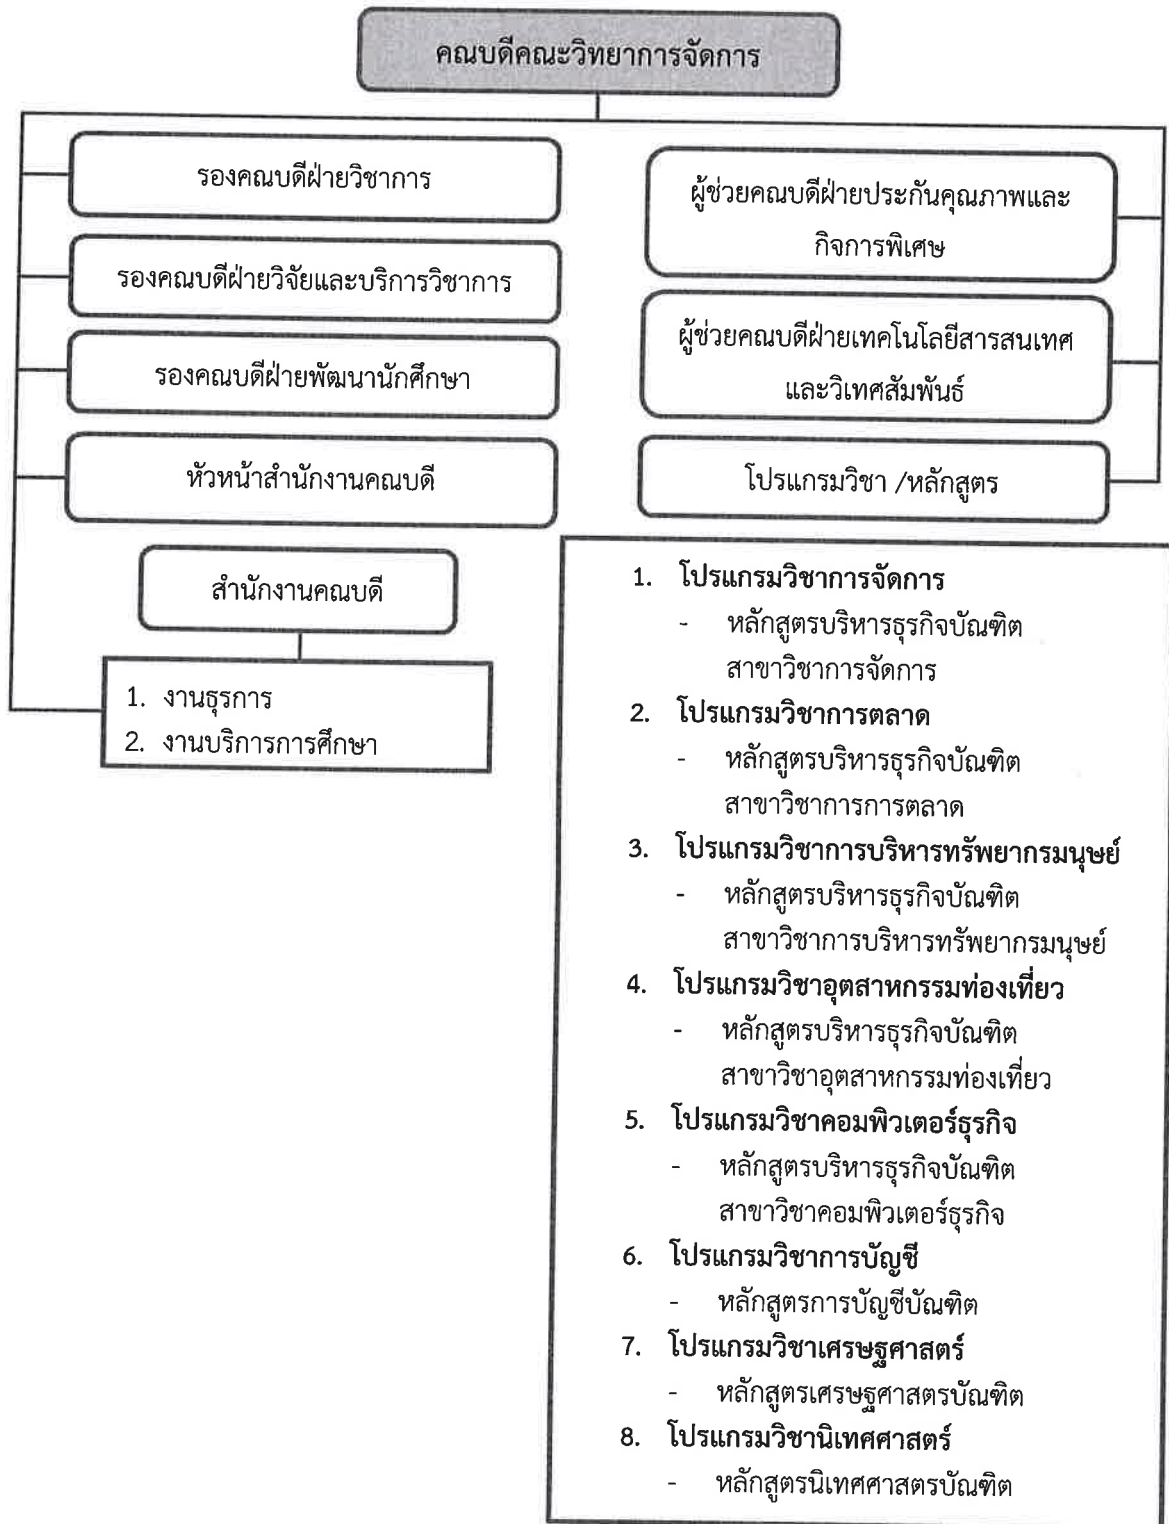 คณบดีคณะวิทยาการจัดการ
รองคณบดีฝ่ายวิชาการ
รองคณบดีฝ่ายวิจัยและบริการวิชาการ
รองคณบดีฝ่ายพัฒนานักศึกษา
หัวหน้าสำนักงานคณบดี
สำนักงานคณบดี
1. งานธุรการ
2. งานบริการการศึกษา
ผู้ช่วยคณบดีฝ่ายประกันคุณภาพและ
กิจการพิเศษ
ผู้ช่วยคณบดีฝ่ายเทคโนโลยีสารสนเทศ
และวิเทศสัมพันธ์
โปรแกรมวิชา /หลักสูตร
1. โปรแกรมวิชาการจัดการ
- หลักสูตรบริหารธุรกิจบัณฑิต
สาขาวิชาการจัดการ
2. โปรแกรมวิชาการตลาด
- หลักสูตรบริหารธุรกิจบัณฑิต
สาขาวิชาการการตลาด
3. โปรแกรมวิชาการบริหารทรัพยากรมนุษย์
- หลักสูตรบริหารธุรกิจบัณฑิต
สาขาวิชาการบริหารทรัพยากรมนุษย์
4. โปรแกรมวิชาอุตสาหกรรมท่องเที่ยว
- หลักสูตรบริหารธุรกิจบัณฑิต
สาขาวิชาอุตสาหกรรมท่องเที่ยว
5. โปรแกรมวิชาคอมพิวเตอร์ธุรกิจ
- หลักสูตรบริหารธุรกิจบัณฑิต
สาขาวิชาคอมพิวเตอร์ธุรกิจ
6. โปรแกรมวิชาการบัญชี
- หลักสูตรการบัญชีบัณฑิต
7. โปรแกรมวิชาเศรษฐศาสตร์
- หลักสูตรเศรษฐศาสตรบัณฑิต
8. โปรแกรมวิชานิเทศศาสตร์
- หลักสูตรนิเทศศาสตรบัณฑิต